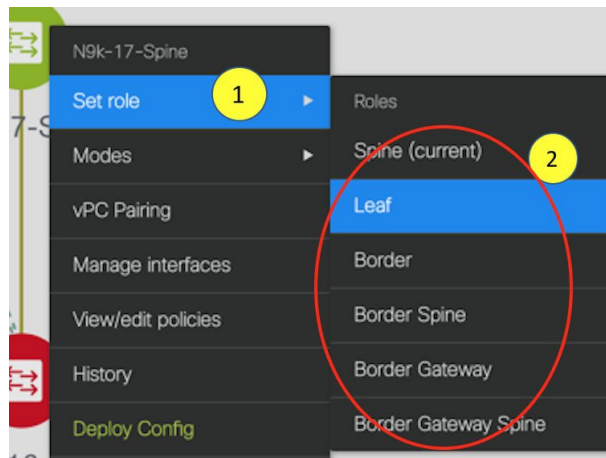 N9k-17-Spine
Set role
1
Modes
vPC Pairing
Manage interfaces
View/edit policies
History
Deploy Config
Roles
Spine (current)
2
Leaf
Border
Border Spine
Border Gateway
Border Gateway Spine
7-S